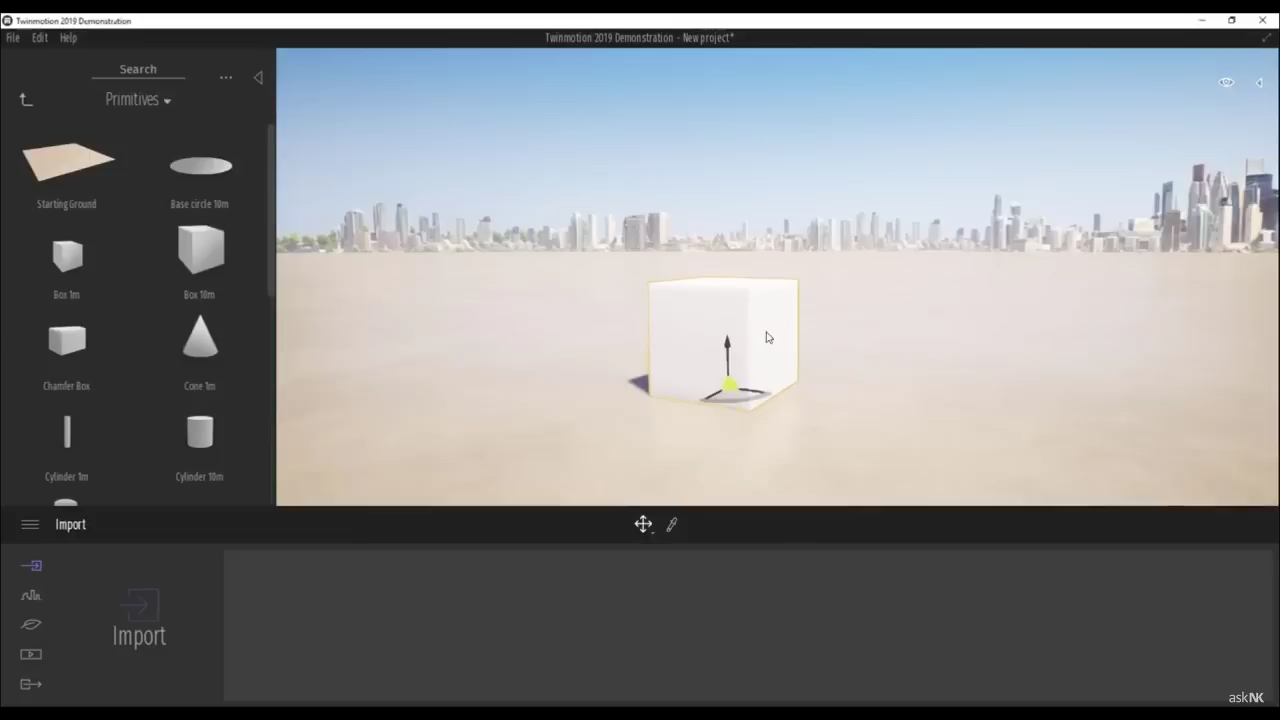 Twinmotion 2019 Demonstration
File Edit Help
Twinmotion 2019 Demonstration - New project*
Search
...
Primitives
Starting Ground
Base circle 10m
Box 1m
Box 10m
Chamfer Box
Cone 1m
Cylinder 1m
Cylinder 10m
Import
Import
askNK